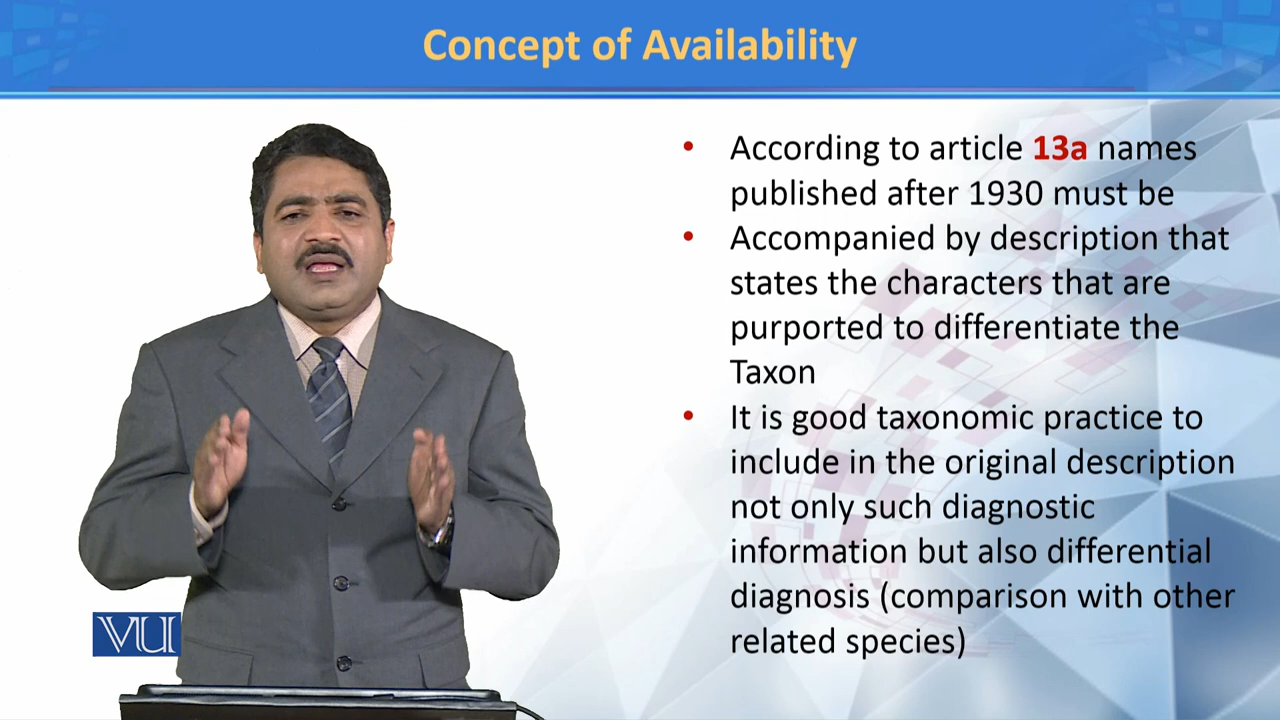 Concept of Availability
• According to article 13a names
published after 1930 must be
• Accompanied by description that
states the characters that are
purported to differentiate the
Taxon
• It is good taxonomic practice to
include in the original description
not only such diagnostic
information but also differential
diagnosis (comparison with other
related species)
VU